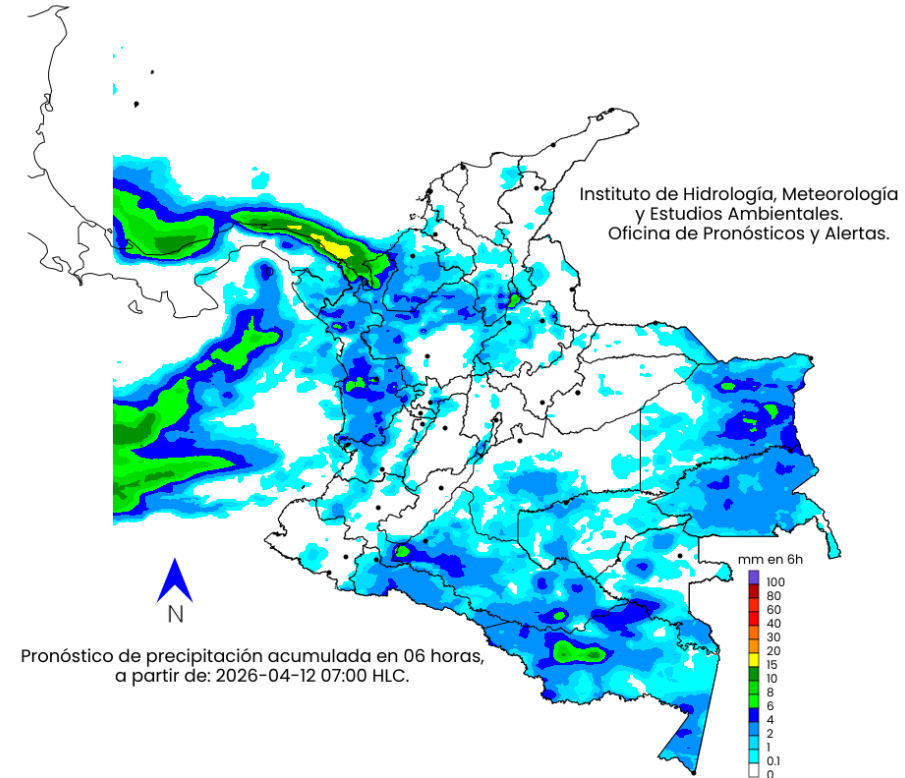 Instituto de Hidrología, Meteorología
y Estudios Ambientales.
Oficina de Pronósticos y Alertas.
mm en 6h
100
80
60
40
30
20
15
10
8
6
4
2
1
0.1
0
N
Pronóstico de precipitación acumulada en 06 horas,
a partir de: 2026-04-12 07:00 HLC.